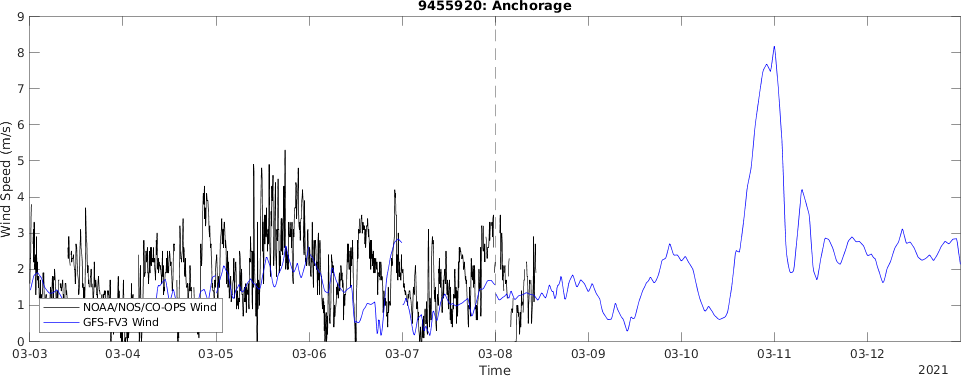 9455920: Anchorage
9
8
7
6
5
4
3
2
1
0
Wind Speed (m/s)
NOAA/NOS/CO-OPS Wind
GFS-FV3 Wind
03-03 03-04 03-05 03-06 03-07 03-08 03-09 03-10 03-11 03-12
Time
2021